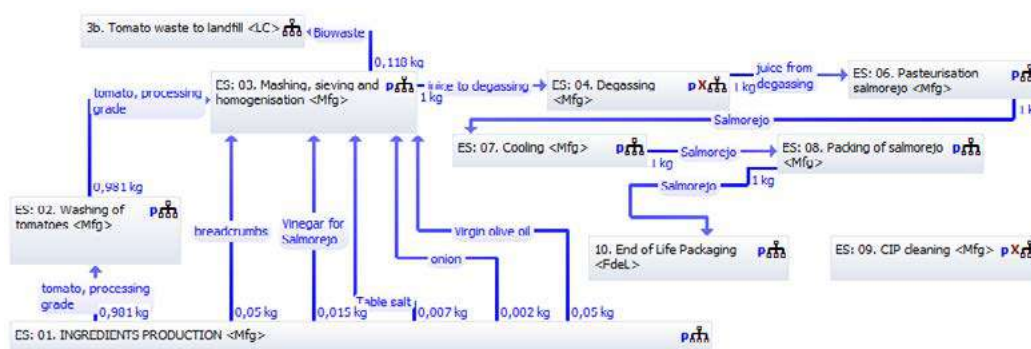 3b. Tomato waste to landfill <LC>
Biowaste
0,118 kg
ES: 03. Mashing, sieving and
homogenisation <Mfg>
p
1 kg
juice to degassing
ES: 04. Degassing
<Mfg>
p X
1 kg
juice from
degassing
ES: 06. Pasteurisation
salmorejo <Mfg>
p
1 k
tomato, processing
grade
Salmorejo
ES: 07. Cooling <Mfg>
p
1 kg
Salmorejo
ES: 08. Packing of salmorejo
<Mfg>
p
1 kg
Salmorejo
0,981 kg
ES: 02. Washing of
tomatoes <Mfg>
p
breadcrumbs
Vinegar for
Salmorejo
Virgin olive oil
onion
10. End of Life Packaging
<FdeL>
p
ES: 09. CIP cleaning <Mfg>
p X
tomato, processing
grade
Table salt
0,981 kg
0,05 kg
0,015 kg
0,007 kg
0,002 kg
0,05 kg
ES: 01. INGREDIENTS PRODUCTION <Mfg>
p